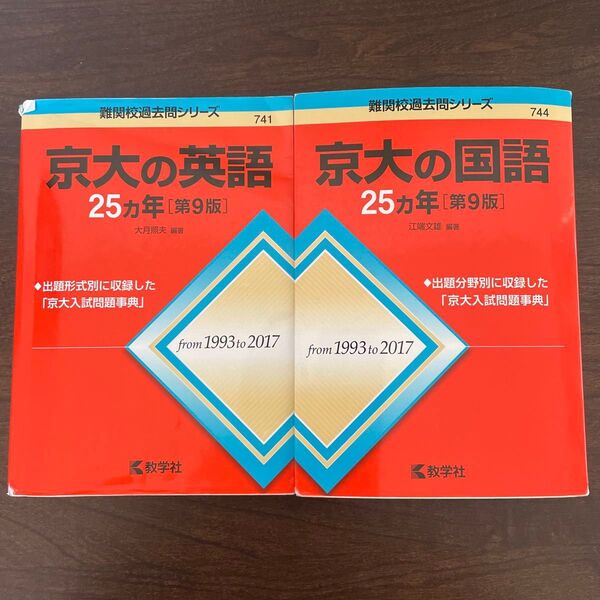 難関校過去問シリーズ
741
京大の英語
25カ年[第9版]
大月照夫 編著
◆出題形式別に収録した
「京大入試問題事典」
from 1993 to 2017
教学社
難関校過去問シリーズ
744
京大の国語
25カ年[第9版]
江端文雄 編著
◆出題分野別に収録した
「京大入試問題事典」
from 1993 to 2017
教学社